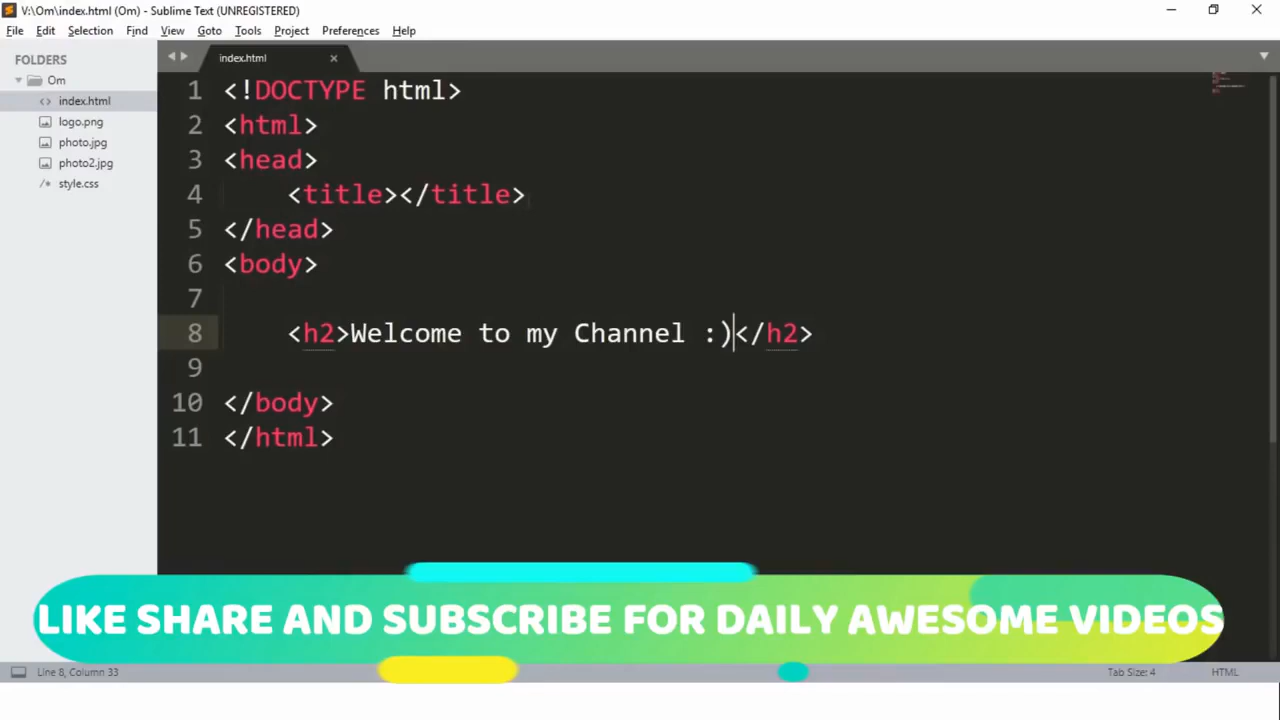 V:\Om\index.html (Om) - Sublime Text (UNREGISTERED)
File Edit Selection Find View Goto Tools Project Preferences Help
FOLDERS
Om
index.html
logo.png
photo.jpg
photo2.jpg
style.css
index.html
1 <!DOCTYPE html>
2 <html>
3 <head>
4 <title></title>
5 </head>
6 <body>
7
8 <h2>Welcome to my Channel :)</h2>
9
10 </body>
11 </html>
LIKE SHARE AND SUBSCRIBE FOR DAILY AWESOME VIDEOS
Line 8, Column 33 Tab Size: 4 HTML